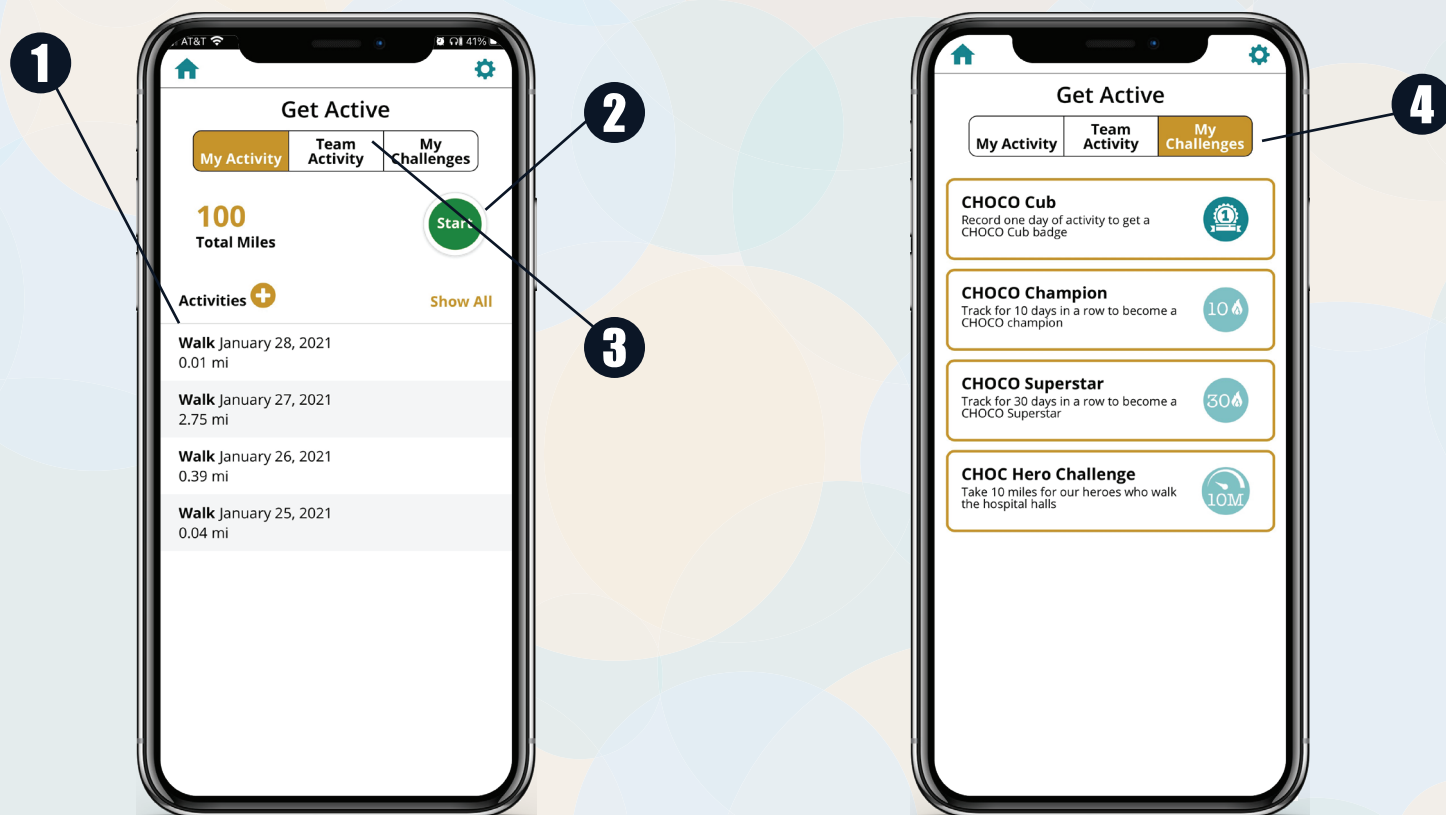 1
AT&T
41%
Get Active
My Activity
Team
Activity
My
Challenges
2
100
Total Miles
Start
Activities
Show All
Walk January 28, 2021
0.01 mi
3
Walk January 27, 2021
2.75 mi
Walk January 26, 2021
0.39 mi
Walk January 25, 2021
0.04 mi
Get Active
4
My Activity
Team
Activity
My
Challenges
CHOCO Cub
Record one day of activity to get a
CHOCO Cub badge
1
CHOCO Champion
Track for 10 days in a row to become a
CHOCO champion
10
CHOCO Superstar
Track for 30 days in a row to become a
CHOCO Superstar
30
CHOC Hero Challenge
Take 10 miles for our heroes who walk
the hospital halls
10M